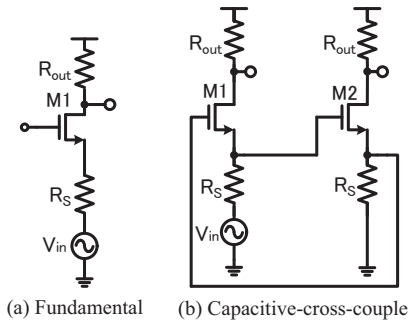 Rout
M1
RS
Vin
(a) Fundamental
Rout
M1
RS
Vin
Rout
M2
RS
(b) Capacitive-cross-couple